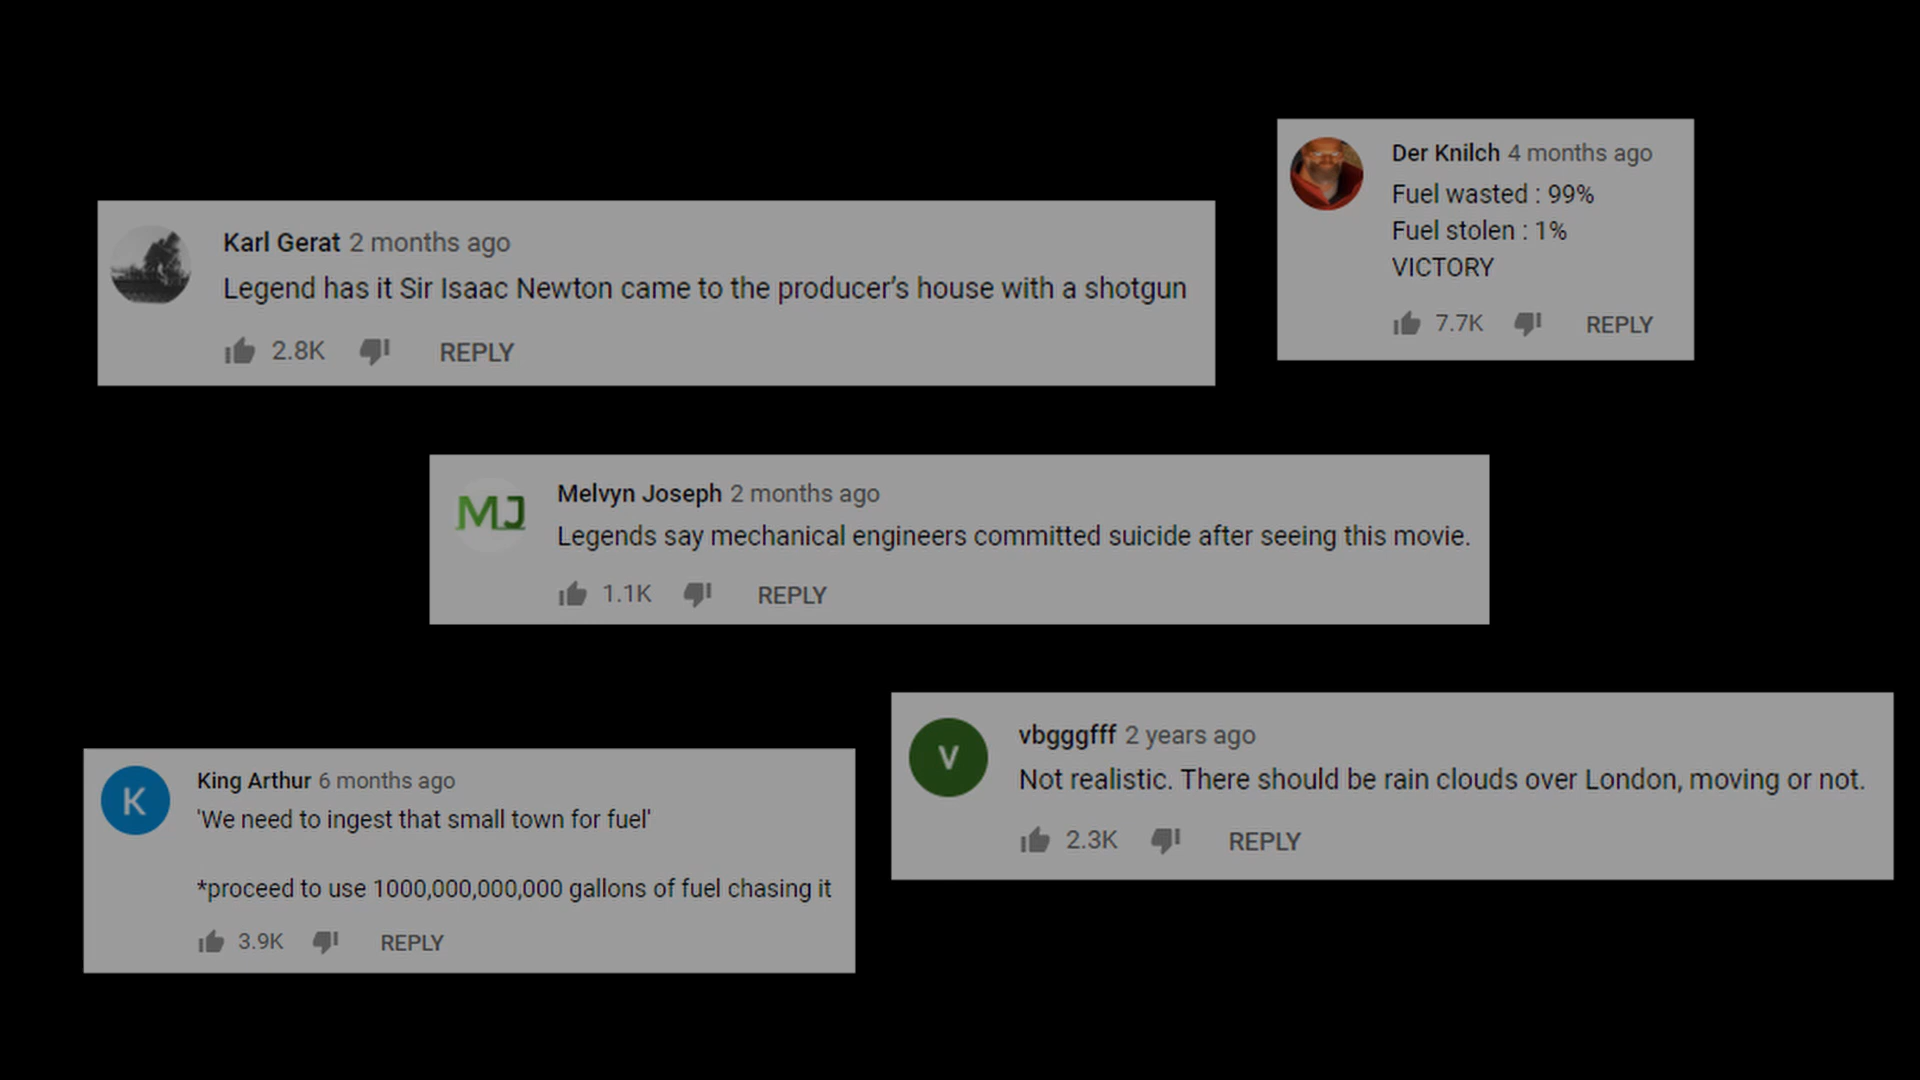 Karl Gerat 2 months ago
Legend has it Sir Isaac Newton came to the producer's house with a shotgun
2.8K REPLY
Der Knilch 4 months ago
Fuel wasted : 99%
Fuel stolen : 1%
VICTORY
7.7K REPLY
MJ
Melvyn Joseph 2 months ago
Legends say mechanical engineers committed suicide after seeing this movie.
1.1K REPLY
K
King Arthur 6 months ago
'We need to ingest that small town for fuel'
*proceed to use 1000,000,000,000 gallons of fuel chasing it
3.9K REPLY
V
vbgggfff 2 years ago
Not realistic. There should be rain clouds over London, moving or not.
2.3K REPLY